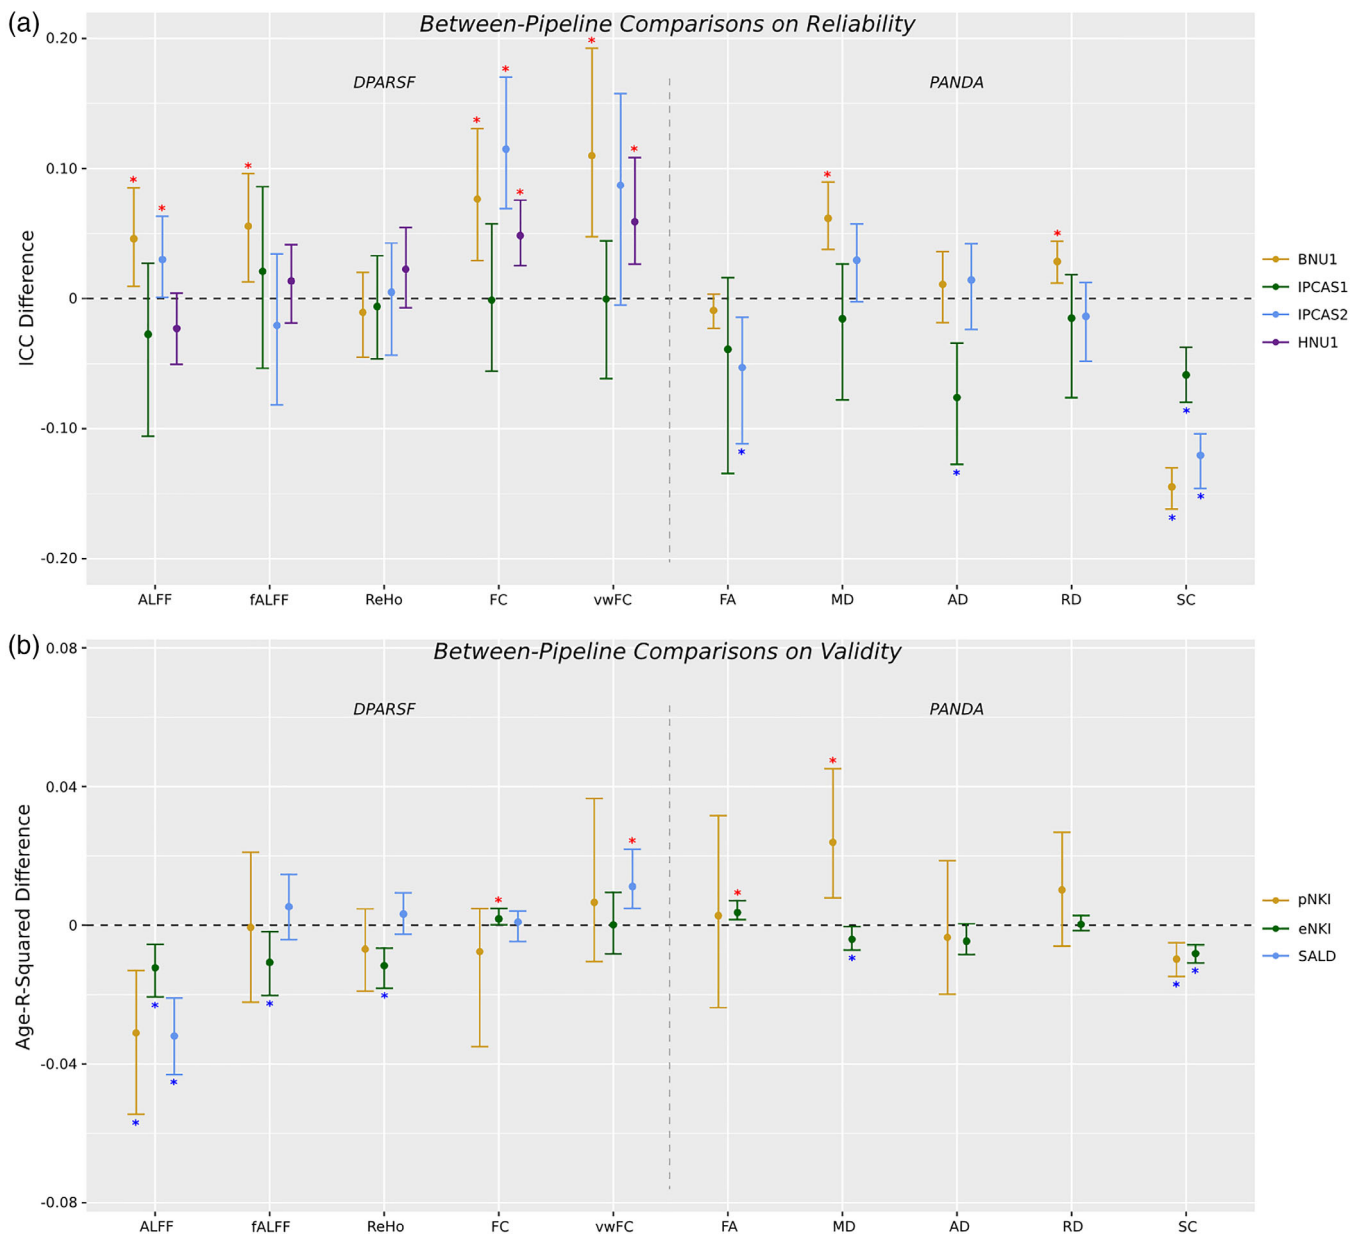 (a)
Between-Pipeline Comparisons on Reliability
DPARSF
PANDA
ICC Difference
0.20
0.10
0
-0.10
-0.20
ALFF
fALFF
ReHo
FC
vwFC
FA
MD
AD
RD
SC
BNU1
IPCAS1
IPCAS2
HNU1
(b)
Between-Pipeline Comparisons on Validity
DPARSF
PANDA
Age-R-Squared Difference
0.08
0.04
0
-0.04
-0.08
ALFF
fALFF
ReHo
FC
vwFC
FA
MD
AD
RD
SC
pNKI
eNKI
SALD